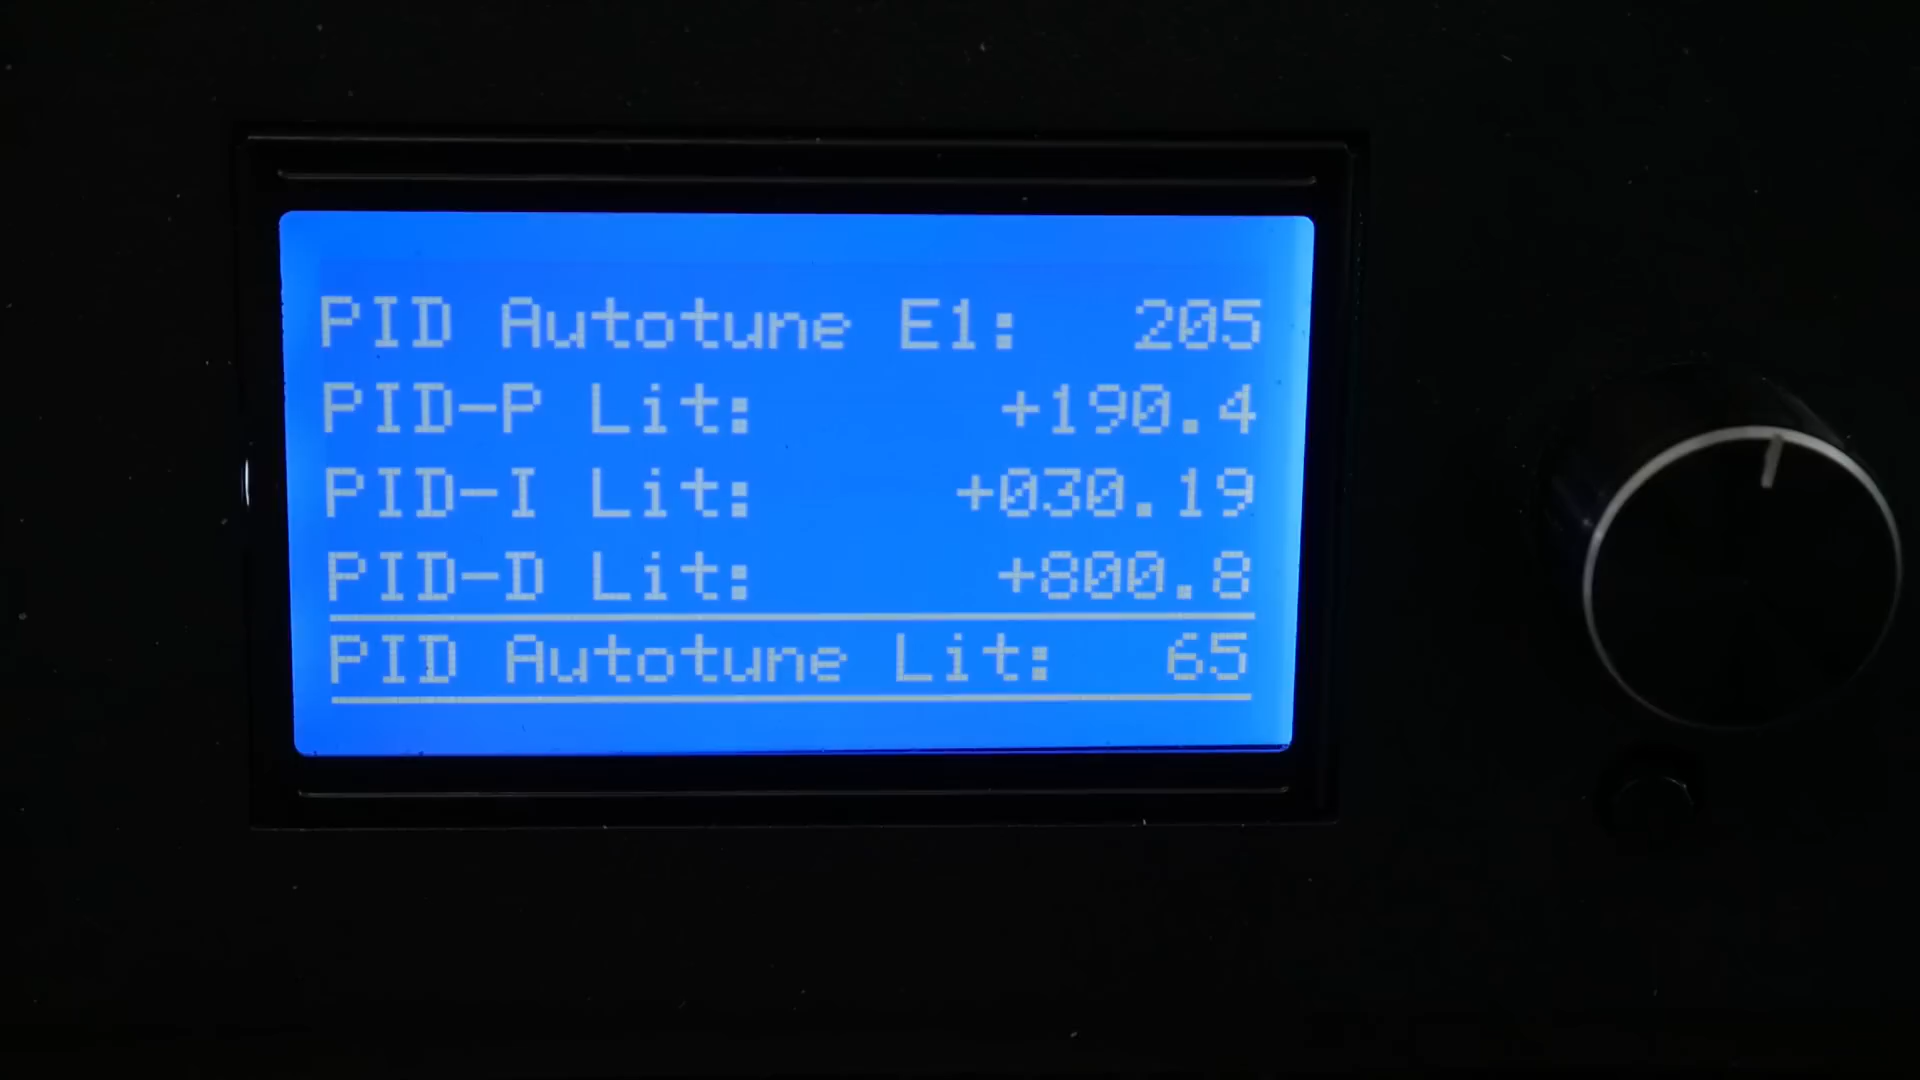 PID Autotune E1: 205
PID-P Lit: +190.4
PID-I Lit: +030.19
PID-D Lit: +800.8
PID Autotune Lit: 65